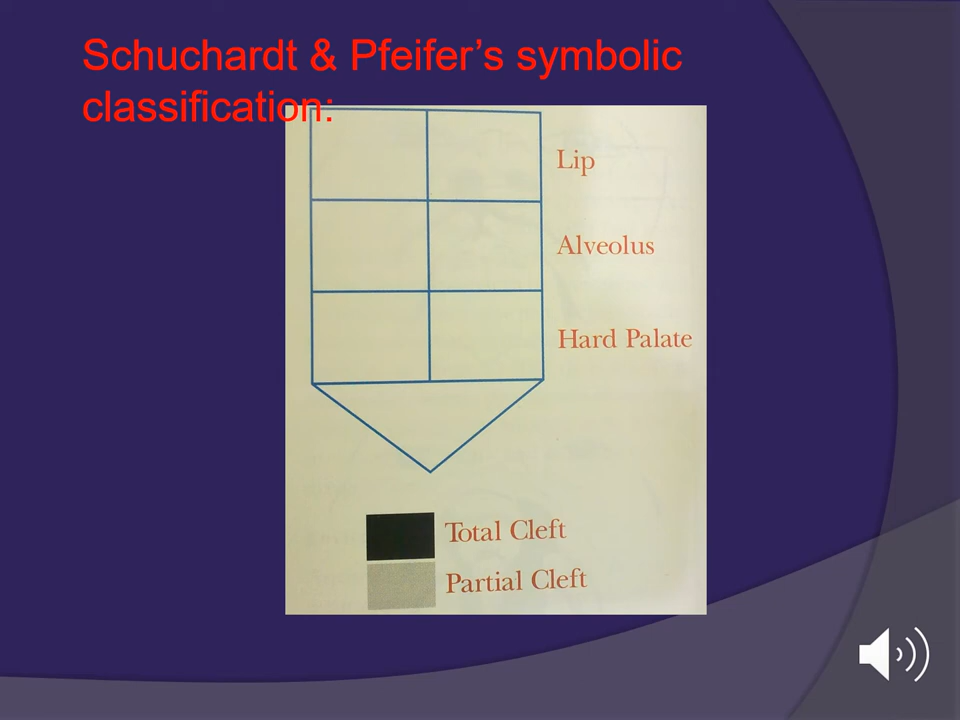 Schuchardt & Pfeifer’s symbolic
classification:
Lip
Alveolus
Hard Palate
Total Cleft
Partial Cleft